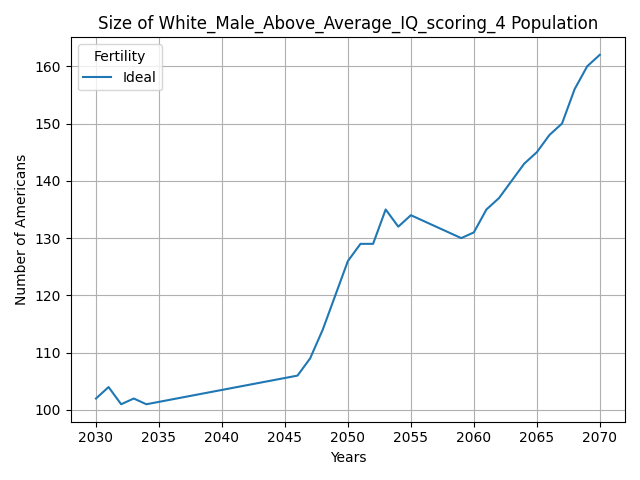 Size of White_Male_Above_Average_IQ_scoring_4 Population
Fertility
Ideal
Number of Americans
160
150
140
130
120
110
100
2030 2035 2040 2045 2050 2055 2060 2065 2070
Years